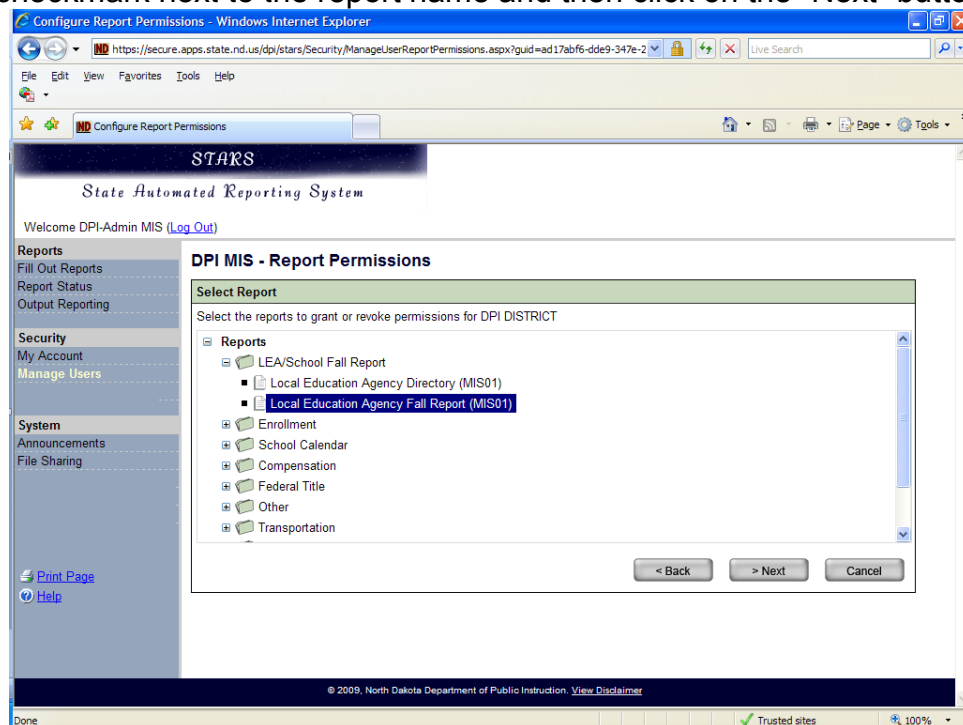 checkmark next to the report name and then click on the "Next" butto
Configure Report Permissions - Windows Internet Explorer
https://secure.apps.state.nd.us/dpi/stars/Security/ManageUserReportPermissions.aspx?guid=ad17abf6-dde9-347e-2
Live Search
File Edit View Favorites Tools Help
ND Configure Report Permissions
Page Tools
STARS
State Automated Reporting System
Welcome DPI-Admin MIS (Log Out)
Reports
Fill Out Reports
Report Status
Output Reporting
Security
My Account
Manage Users
System
Announcements
File Sharing
Print Page
Help
DPI MIS - Report Permissions
Select Report
Select the reports to grant or revoke permissions for DPI DISTRICT
Reports
LEA/School Fall Report
Local Education Agency Directory (MIS01)
Local Education Agency Fall Report (MIS01)
Enrollment
School Calendar
Compensation
Federal Title
Other
Transportation
< Back > Next Cancel
© 2009, North Dakota Department of Public Instruction. View Disclaimer
Done Trusted sites 100%